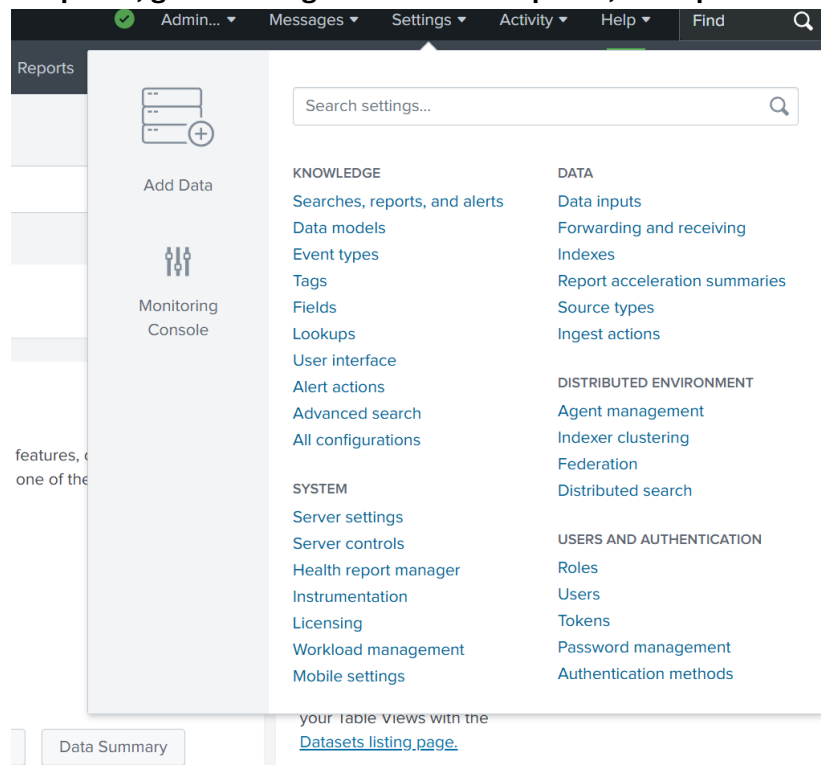 Admin... Messages Settings Activity Help Find
Reports
Add Data
Monitoring
Console
Search settings...
KNOWLEDGE
Searches, reports, and alerts
Data models
Event types
Tags
Fields
Lookups
User interface
Alert actions
Advanced search
All configurations
SYSTEM
Server settings
Server controls
Health report manager
Instrumentation
Licensing
Workload management
Mobile settings
DATA
Data inputs
Forwarding and receiving
Indexes
Report acceleration summaries
Source types
Ingest actions
DISTRIBUTED ENVIRONMENT
Agent management
Indexer clustering
Federation
Distributed search
USERS AND AUTHENTICATION
Roles
Users
Tokens
Password management
Authentication methods
features,
one of the
your Table Views with the
Datasets listing page.
Data Summary